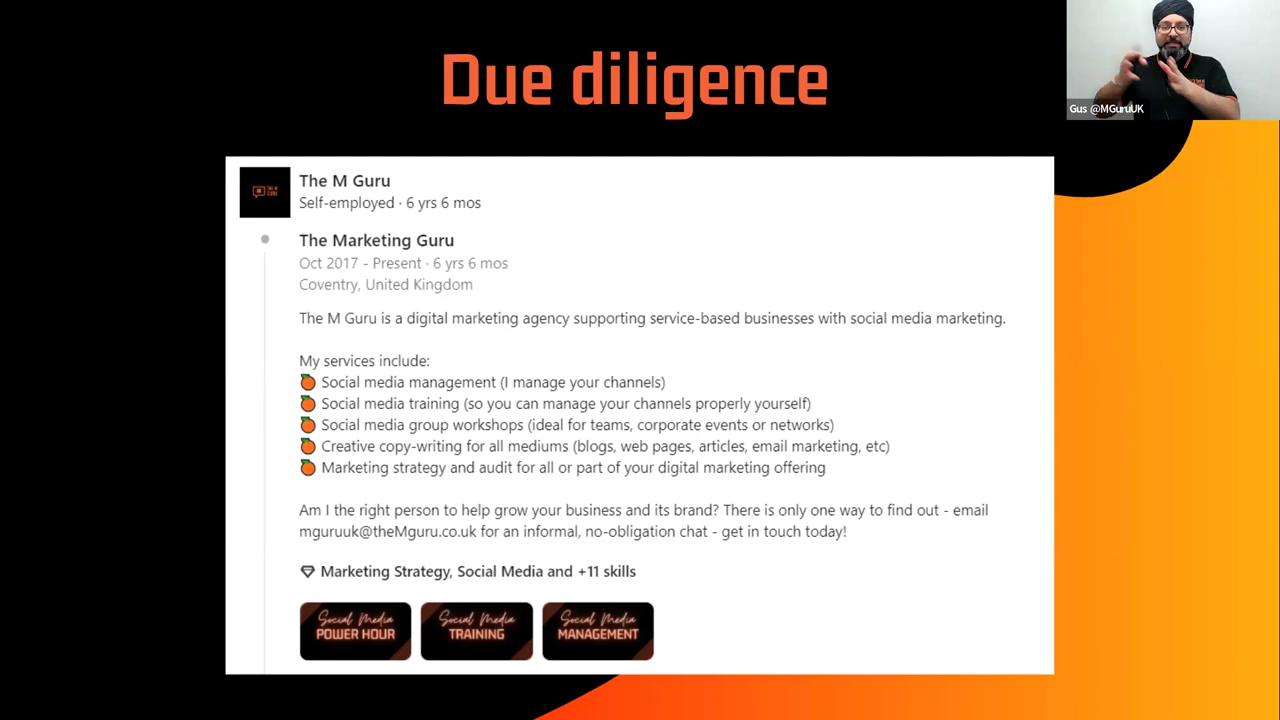 Due diligence
Gus @MGuruUK
The M Guru
Self-employed · 6 yrs 6 mos
The Marketing Guru
Oct 2017 - Present · 6 yrs 6 mos
Coventry, United Kingdom
The M Guru is a digital marketing agency supporting service-based businesses with social media marketing.
My services include:
Social media management (I manage your channels)
Social media training (so you can manage your channels properly yourself)
Social media group workshops (ideal for teams, corporate events or networks)
Creative copy-writing for all mediums (blogs, web pages, articles, email marketing, etc)
Marketing strategy and audit for all or part of your digital marketing offering
Am I the right person to help grow your business and its brand? There is only one way to find out - email
mguruuk@theMguru.co.uk for an informal, no-obligation chat - get in touch today!
Marketing Strategy, Social Media and +11 skills
Social Media
POWER HOUR
Social Media
TRAINING
Social Media
MANAGEMENT